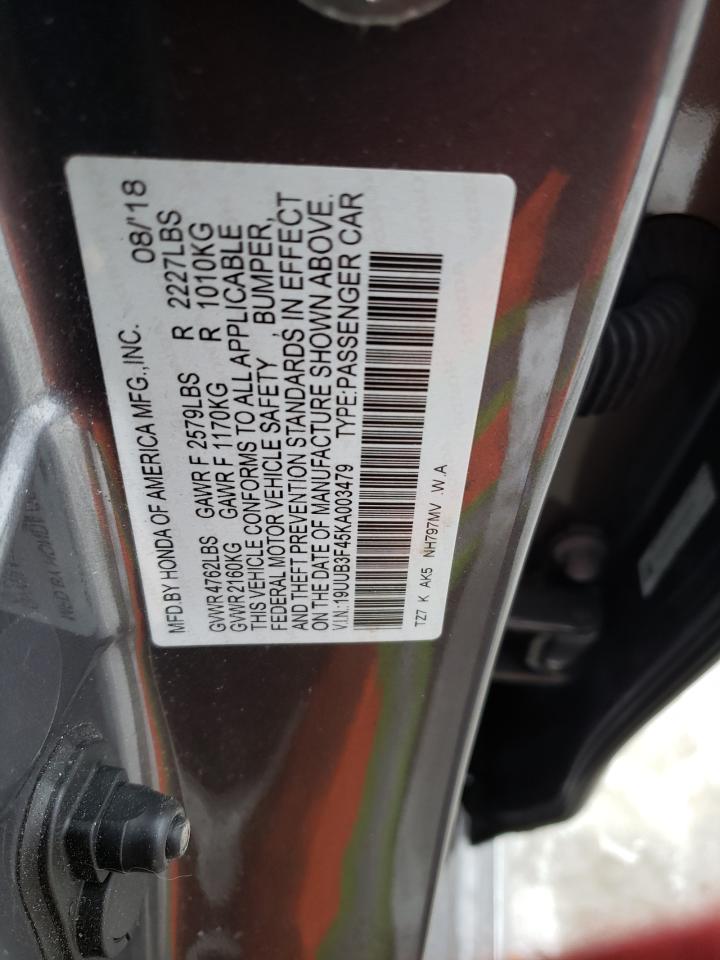 MFD.BY HONDA OF AMERICA MFG.,INC. 08/'18
GVWR 4762LBS GAWR F 2579LBS R 2227LBS
GVWR 2160KG GAWR F 1170KG R 1010KG
THIS VEHICLE CONFORMS TO ALL APPLICABLE
FEDERAL MOTOR VEHICLE SAFETY , BUMPER,
AND THEFT PREVENTION STANDARDS IN EFFECT
ON THE DATE OF MANUFACTURE SHOWN ABOVE.
V.I.N.:19UUB3F45KA003479 TYPE:PASSENGER CAR
TZ7 K AK5 NH797MV .W.A